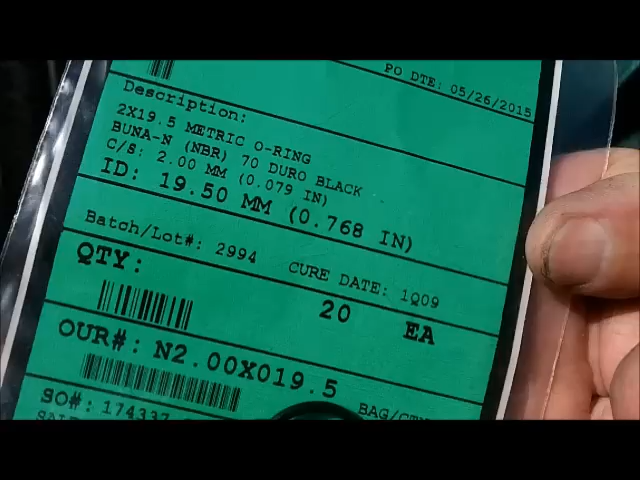 PO DTE: 05/26/2015
Description:
2X19.5 METRIC O-RING
BUNA-N (NBR) 70 DURO BLACK
C/S: 2.00 MM (0.079 IN)
ID: 19.50 MM (0.768 IN)
Batch/Lot#: 2994 CURE DATE: 1Q09
QTY: 20 EA
OUR#: N2.00X019.5
SO#: 174337